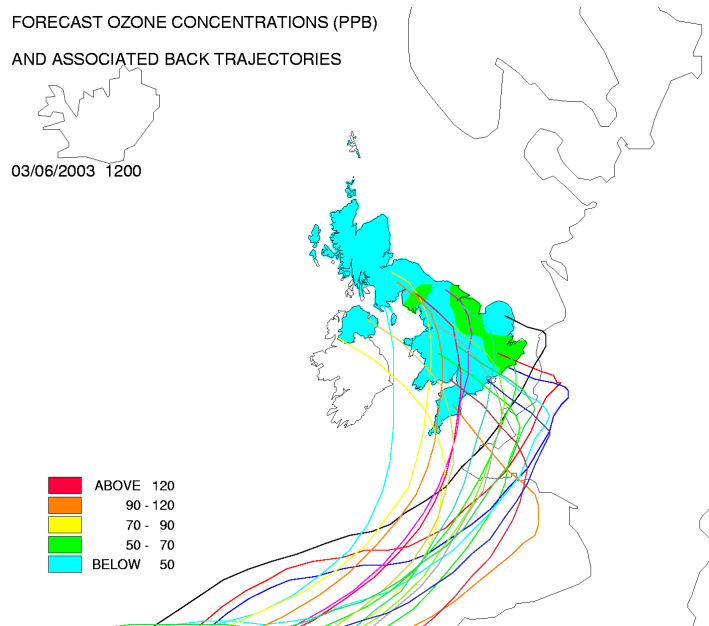 FORECAST OZONE CONCENTRATIONS (PPB)
AND ASSOCIATED BACK TRAJECTORIES
03/06/2003 1200
ABOVE 120
90 - 120
70 - 90
50 - 70
BELOW 50